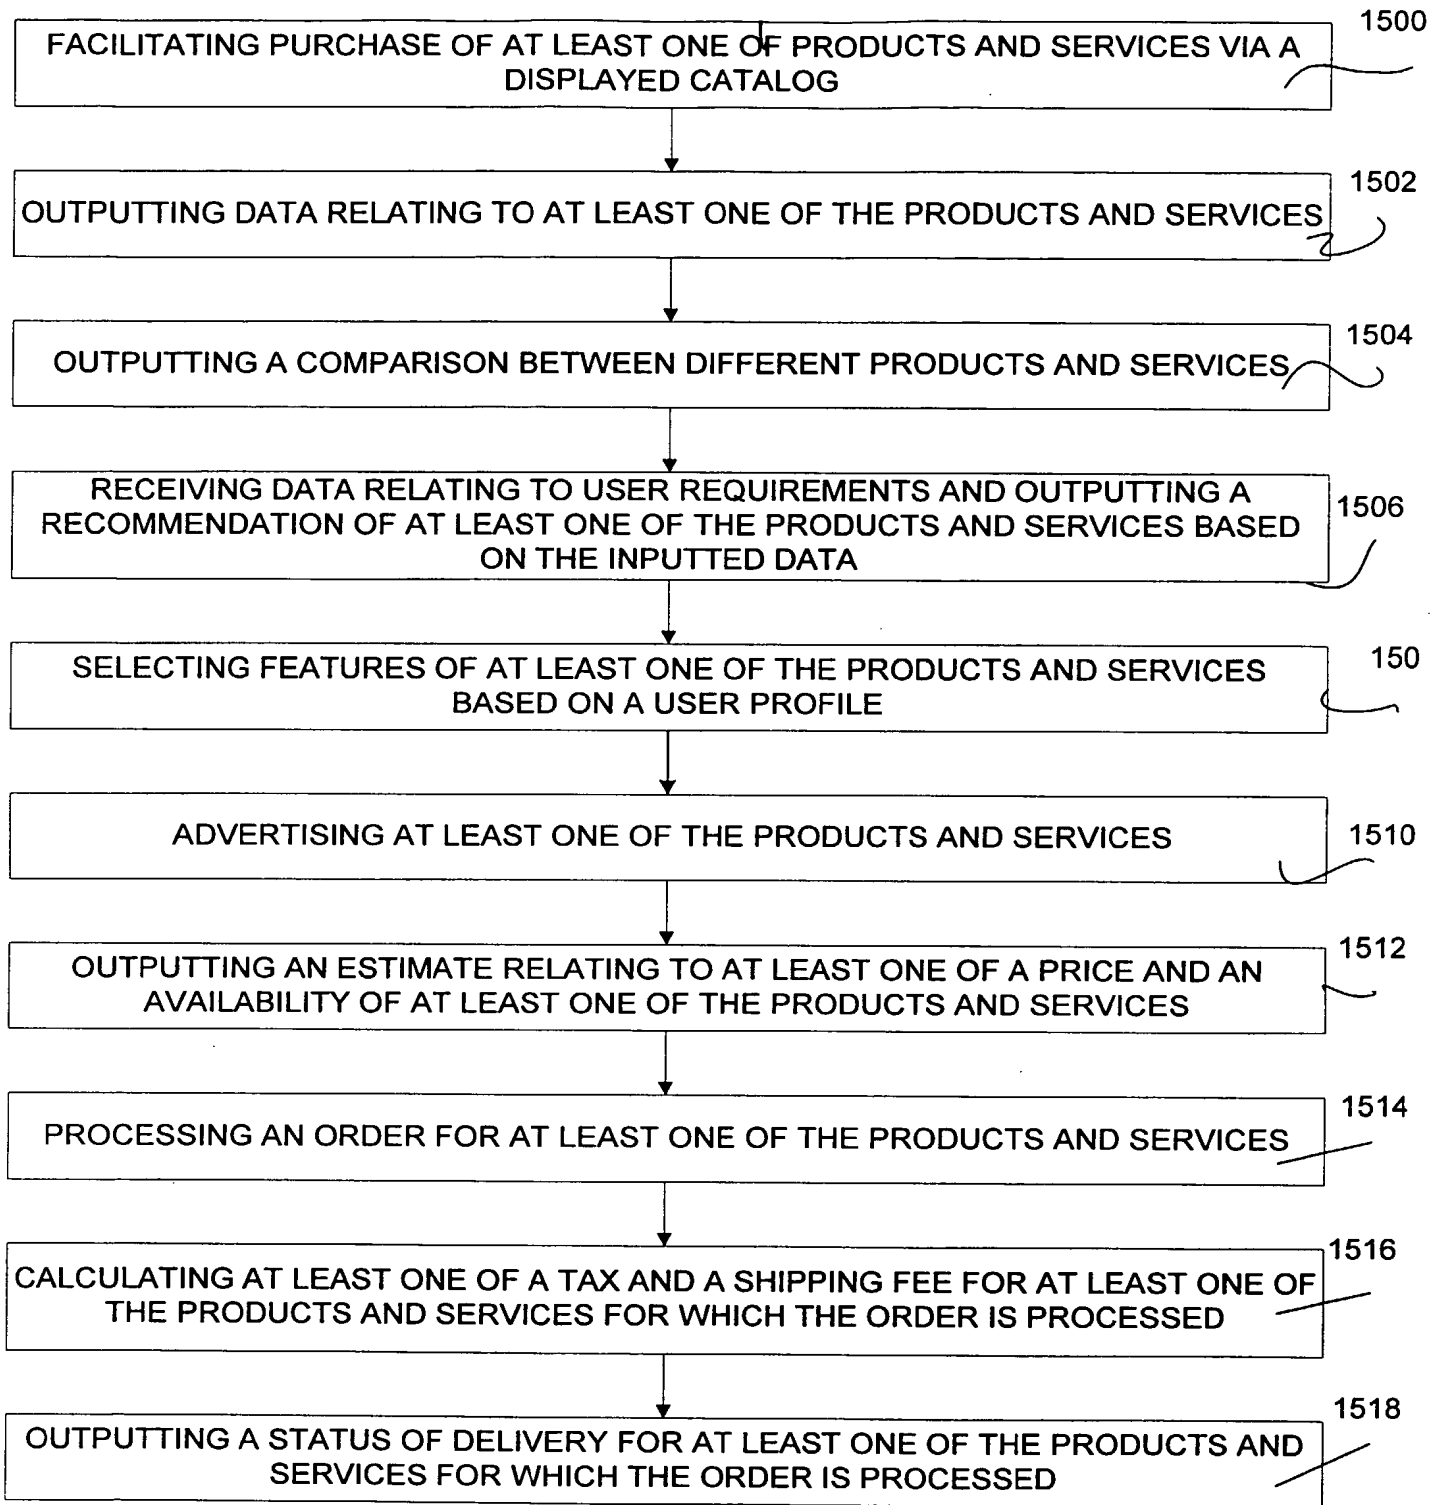 1500
FACILITATING PURCHASE OF AT LEAST ONE OF PRODUCTS AND SERVICES VIA A
DISPLAYED CATALOG
1502
OUTPUTTING DATA RELATING TO AT LEAST ONE OF THE PRODUCTS AND SERVICES
1504
OUTPUTTING A COMPARISON BETWEEN DIFFERENT PRODUCTS AND SERVICES
RECEIVING DATA RELATING TO USER REQUIREMENTS AND OUTPUTTING A
1506
RECOMMENDATION OF AT LEAST ONE OF THE PRODUCTS AND SERVICES BASED
ON THE INPUTTED DATA
150
SELECTING FEATURES OF AT LEAST ONE OF THE PRODUCTS AND SERVICES
BASED ON A USER PROFILE
ADVERTISING AT LEAST ONE OF THE PRODUCTS AND SERVICES
1510
1512
OUTPUTTING AN ESTIMATE RELATING TO AT LEAST ONE OF A PRICE AND AN
AVAILABILITY OF AT LEAST ONE OF THE PRODUCTS AND SERVICES
1514
PROCESSING AN ORDER FOR AT LEAST ONE OF THE PRODUCTS AND SERVICES
1516
CALCULATING AT LEAST ONE OF A TAX AND A SHIPPING FEE FOR AT LEAST ONE OF
THE PRODUCTS AND SERVICES FOR WHICH THE ORDER IS PROCESSED
1518
OUTPUTTING A STATUS OF DELIVERY FOR AT LEAST ONE OF THE PRODUCTS AND
SERVICES FOR WHICH THE ORDER IS PROCESSED